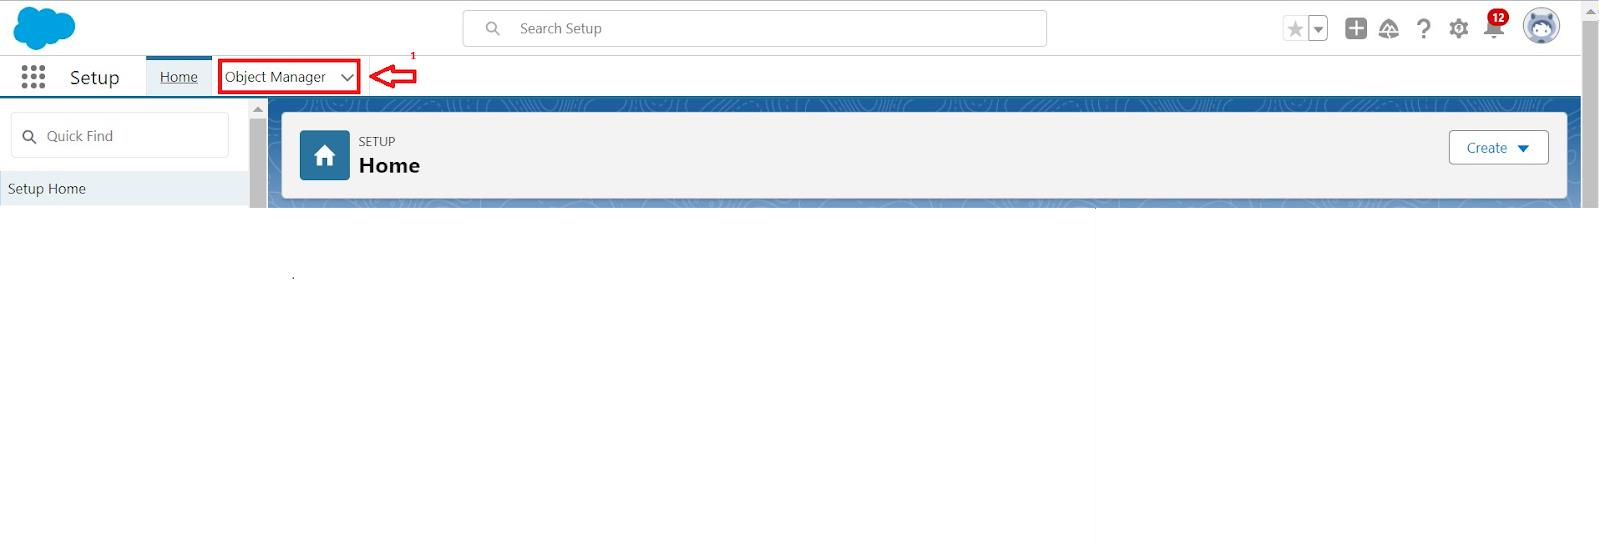 Search Setup
12
Setup
Home
Object Manager
1
Quick Find
SETUP
Home
Create
Setup Home